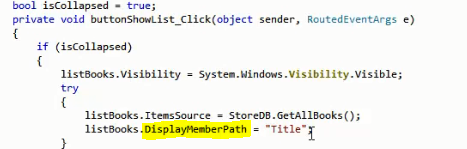 bool isCollapsed = true;
private void buttonShowList_Click(object sender, RoutedEventArgs e)
{
if (isCollapsed)
{
listBooks.Visibility = System.Windows.Visibility.Visible;
try
{
listBooks.ItemsSource = StoreDB.GetAllBooks();
listBooks.DisplayMemberPath = "Title";
}